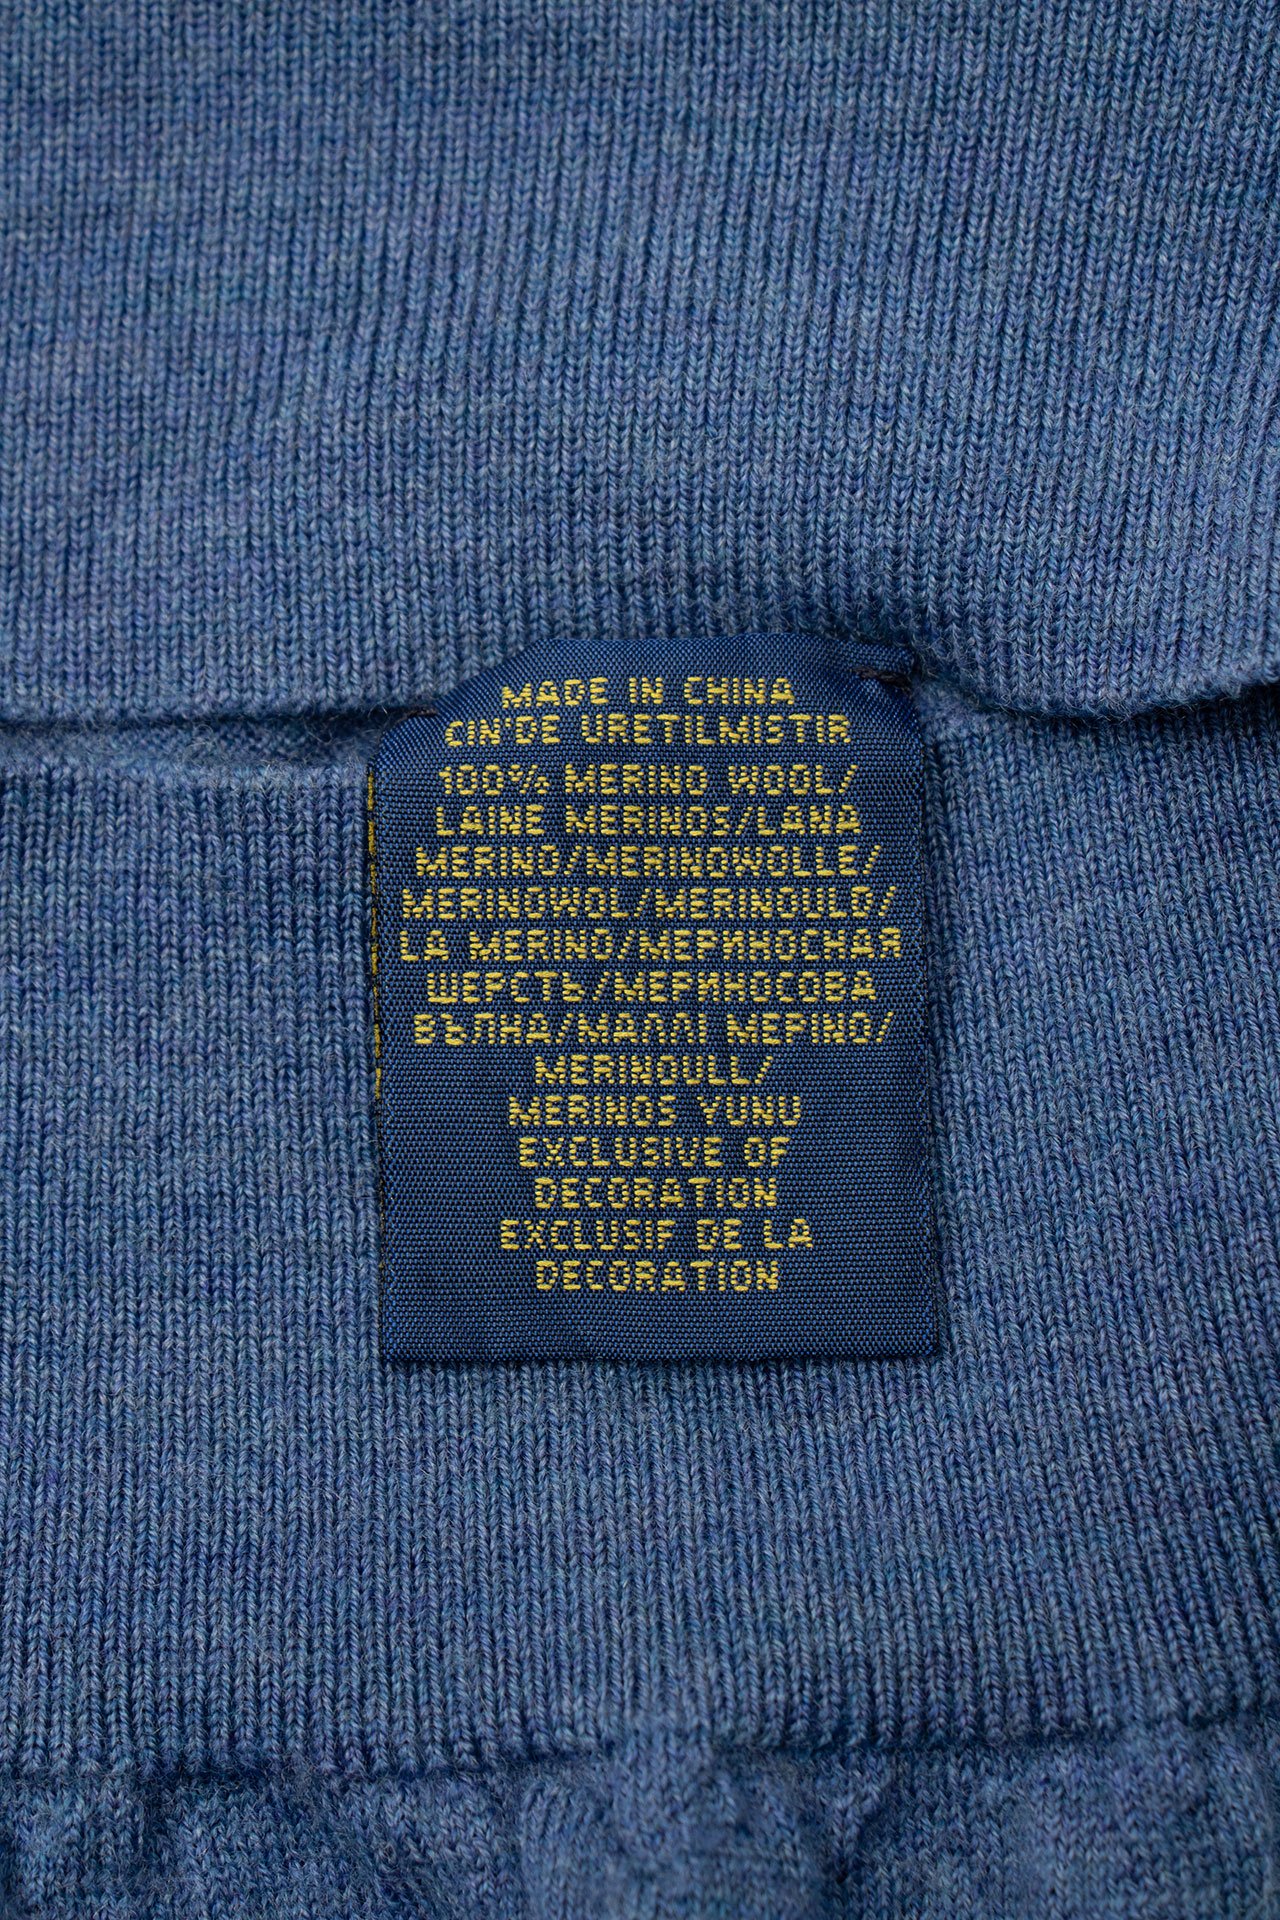 MADE IN CHINA
CIN'DE URETILMISTIR
100% MERINO WOOL/
LAINE MERINOS/LANA
MERINO/MERINOWOLLE/
MERINOWOL/MERINOULD/
LA MERINO/МЕРИНОСНАЯ
ШЕРСТЬ/МЕРИНОСОВА
ВЪЛНА/ΜΑΛΛΙ ΜΕΡΙΝΟ/
MERINOULL/
MERINOS YUNU
EXCLUSIVE OF
DECORATION
EXCLUSIF DE LA
DECORATION